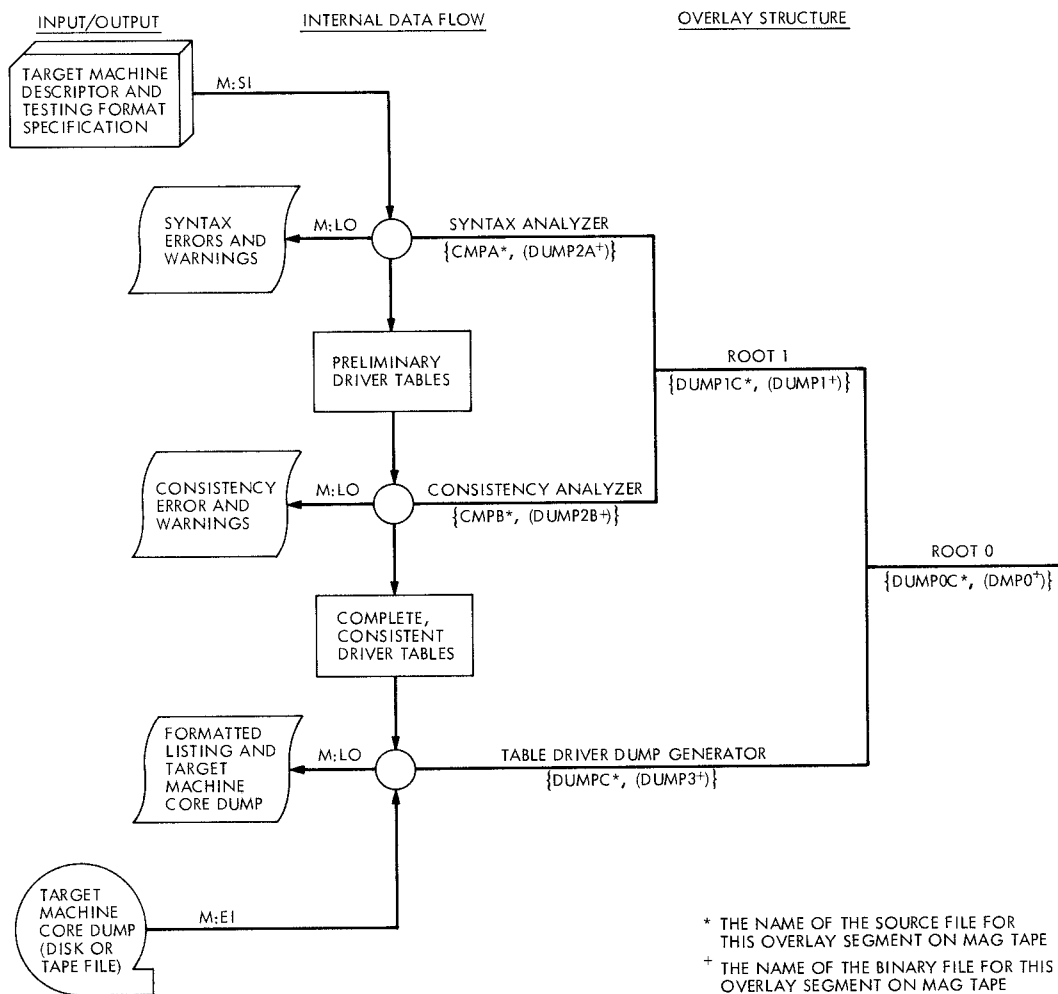 INPUT/OUTPUT
INTERNAL DATA FLOW
OVERLAY STRUCTURE
TARGET MACHINE
DESCRIPTOR AND
TESTING FORMAT
SPECIFICATION
M:SI
SYNTAX
ERRORS AND
WARNINGS
M:LO
SYNTAX ANALYZER
{CMPA*, (DUMP2A+)}
PRELIMINARY
DRIVER TABLES
ROOT 1
{DUMP1C*, (DUMP1+)}
CONSISTENCY
ERROR AND
WARNINGS
M:LO
CONSISTENCY ANALYZER
{CMPB*, (DUMP2B+)}
ROOT 0
{DUMP0C*, (DMP0+)}
COMPLETE,
CONSISTENT
DRIVER TABLES
FORMATTED
LISTING AND
TARGET
MACHINE
CORE DUMP
M:LO
TABLE DRIVER DUMP GENERATOR
{DUMPC*, (DUMP3+)}
TARGET
MACHINE
CORE DUMP
(DISK OR
TAPE FILE)
M:EI
* THE NAME OF THE SOURCE FILE FOR
THIS OVERLAY SEGMENT ON MAG TAPE
+ THE NAME OF THE BINARY FILE FOR THIS
OVERLAY SEGMENT ON MAG TAPE